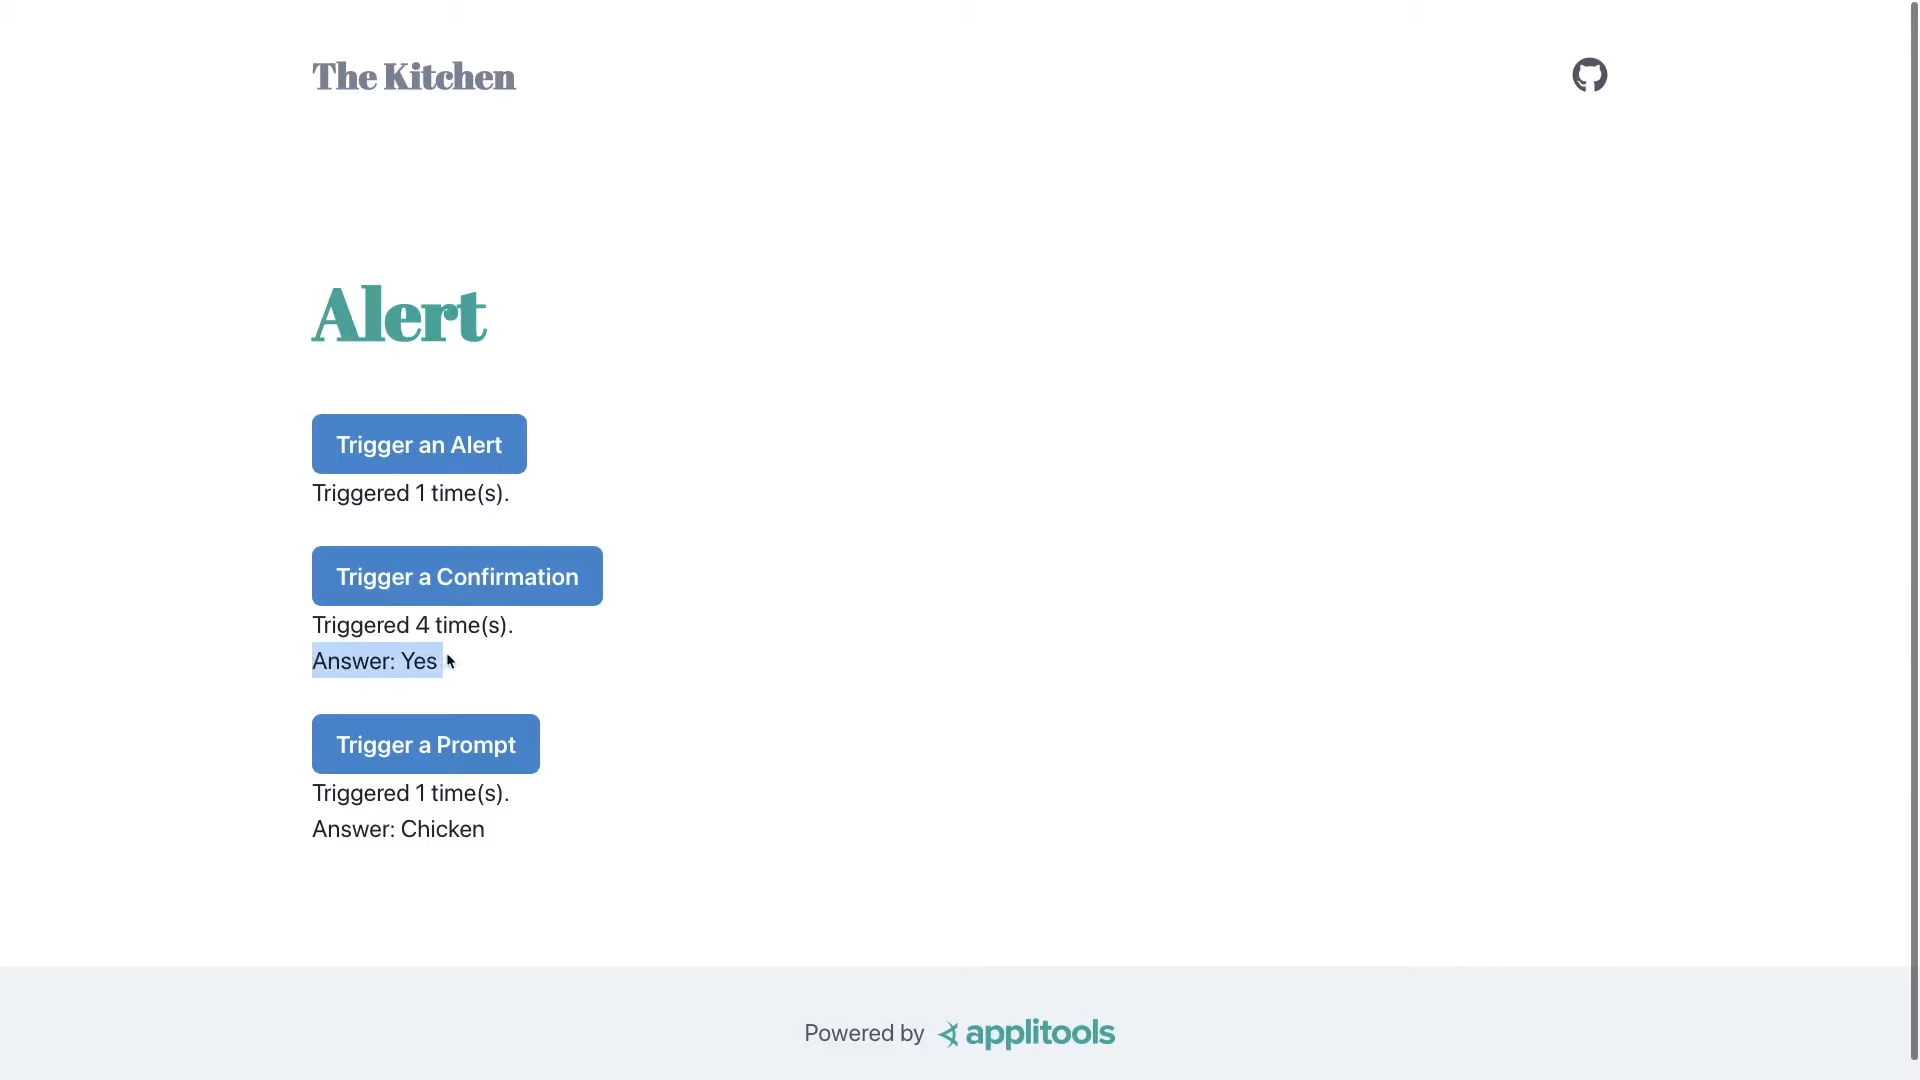 The Kitchen
Alert
Trigger an Alert
Triggered 1 time(s).
Trigger a Confirmation
Triggered 4 time(s).
Answer: Yes
Trigger a Prompt
Triggered 1 time(s).
Answer: Chicken
Powered by applitools